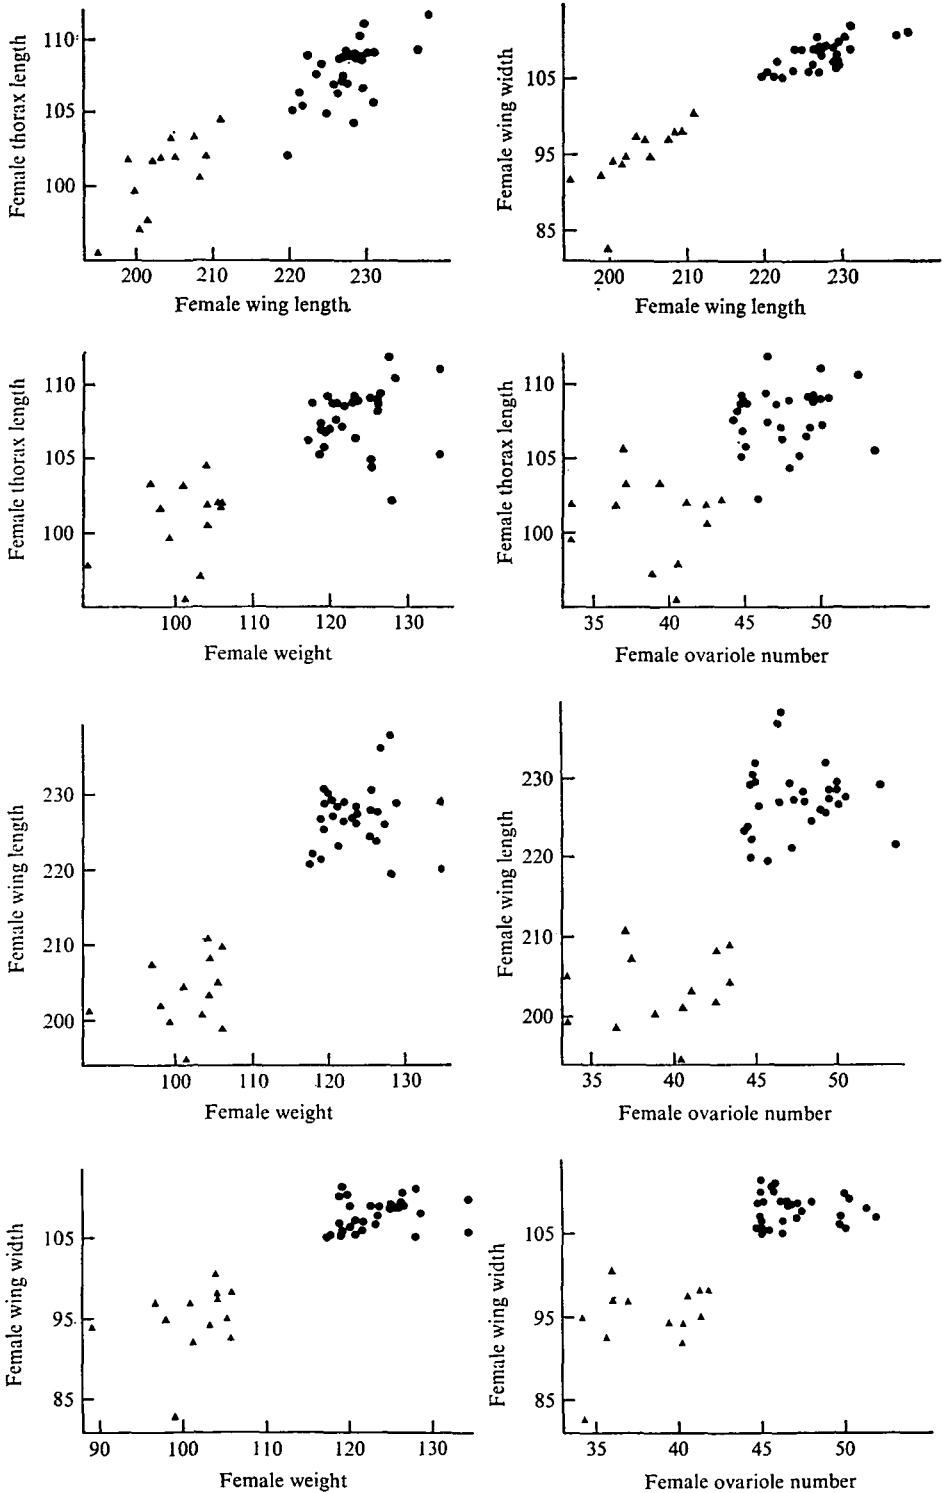 Female thorax length
110
105
100
200 210 220 230
Female wing length
Female wing width
105
95
85
200 210 220 230
Female wing length
Female thorax length
110
105
100
100 110 120 130
Female weight
Female thorax length
110
105
100
35 40 45 50
Female ovariole number
Female wing length
230
220
210
200
100 110 120 130
Female weight
Female wing length
230
220
210
200
35 40 45 50
Female ovariole number
Female wing width
105
95
85
90 100 110 120 130
Female weight
Female wing width
105
95
85
35 40 45 50
Female ovariole number